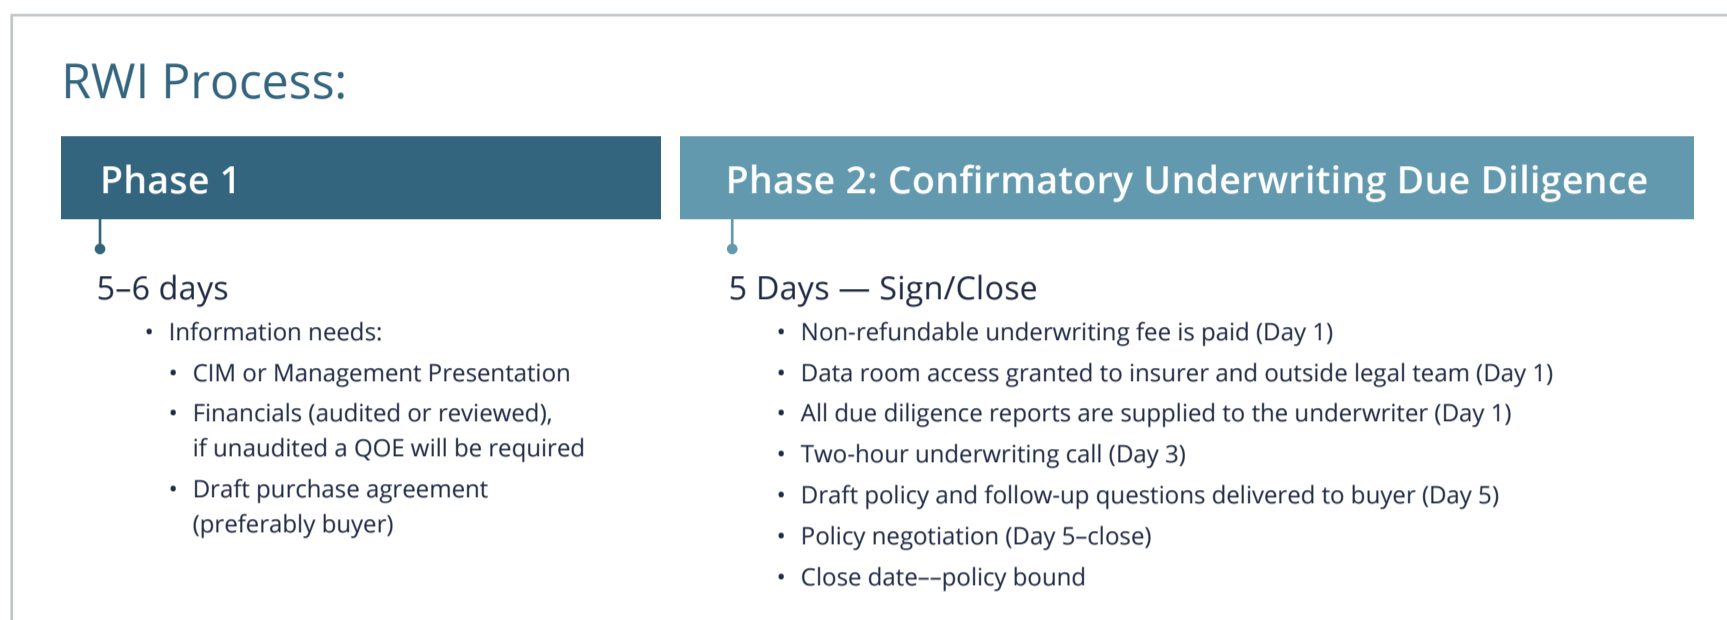 RWI Process:
Phase 1
5–6 days
• Information needs:
• CIM or Management Presentation
• Financials (audited or reviewed),
if unaudited a QOE will be required
• Draft purchase agreement
(preferably buyer)
Phase 2: Confirmatory Underwriting Due Diligence
5 Days — Sign/Close
• Non-refundable underwriting fee is paid (Day 1)
• Data room access granted to insurer and outside legal team (Day 1)
• All due diligence reports are supplied to the underwriter (Day 1)
• Two-hour underwriting call (Day 3)
• Draft policy and follow-up questions delivered to buyer (Day 5)
• Policy negotiation (Day 5–close)
• Close date––policy bound